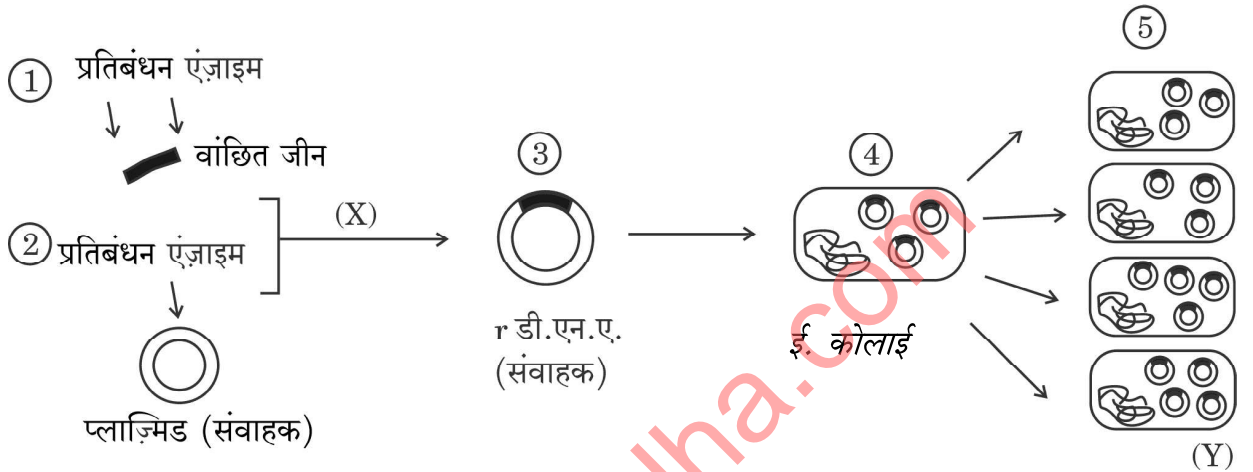 ① प्रतिबंधन एंज़ाइम
वांछित जीन
② प्रतिबंधन एंज़ाइम
प्लाज़्मिड (संवाहक)
(X)
③
r डी.एन.ए.
(संवाहक)
④
ई. कोलाई
⑤
(Y)